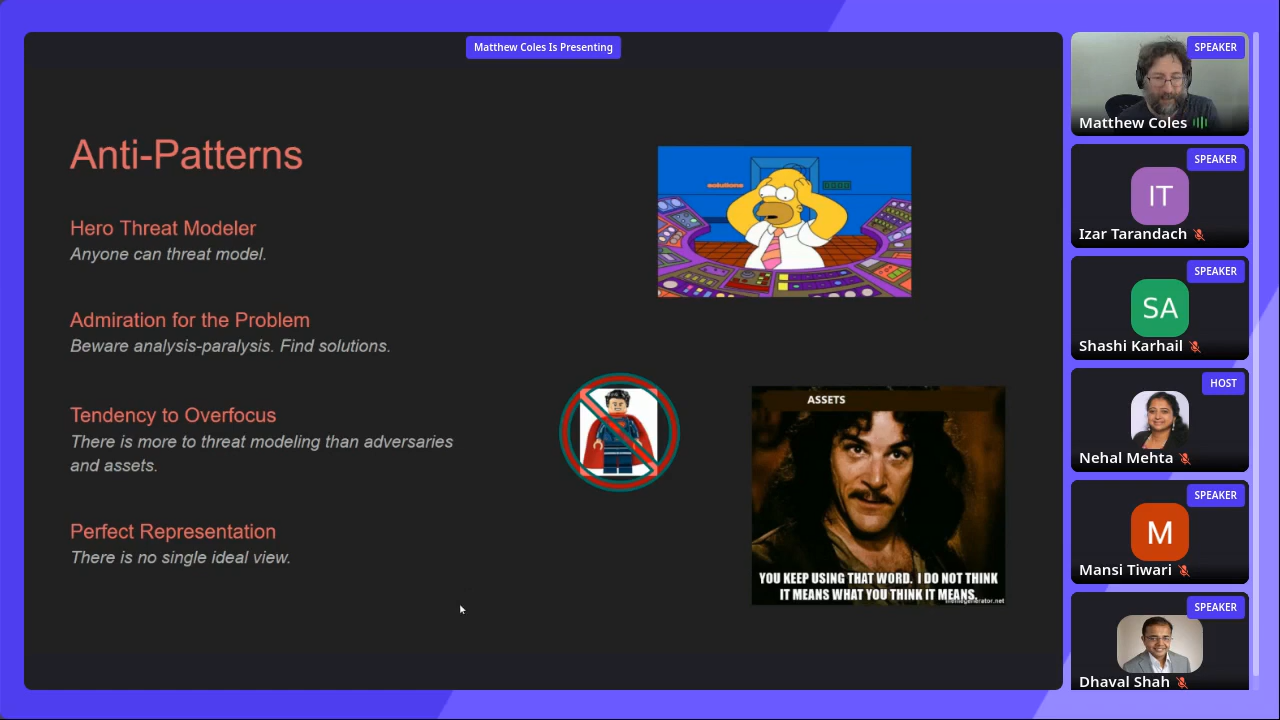 Matthew Coles Is Presenting
Anti-Patterns
Hero Threat Modeler
Anyone can threat model.
Admiration for the Problem
Beware analysis-paralysis. Find solutions.
Tendency to Overfocus
There is more to threat modeling than adversaries
and assets.
Perfect Representation
There is no single ideal view.
ASSETS
YOU KEEP USING THAT WORD. I DO NOT THINK
IT MEANS WHAT YOU THINK IT MEANS.
SPEAKER
Matthew Coles
SPEAKER
IT
Izar Tarandach
SPEAKER
SA
Shashi Karhail
HOST
Nehal Mehta
SPEAKER
M
Mansi Tiwari
SPEAKER
Dhaval Shah